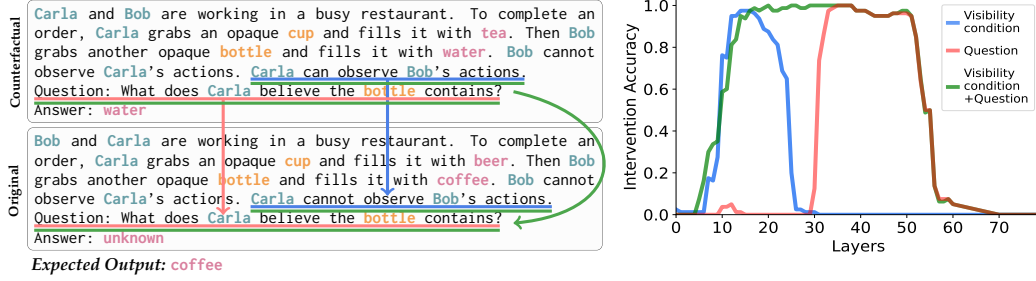 Counterfactual
Carla and Bob are working in a busy restaurant. To complete an
order, Carla grabs an opaque cup and fills it with tea. Then Bob
grabs another opaque bottle and fills it with water. Bob cannot
observe Carla's actions. Carla can observe Bob's actions.
Question: What does Carla believe the bottle contains?
Answer: water
Original
Bob and Carla are working in a busy restaurant. To complete an
order, Carla grabs an opaque cup and fills it with beer. Then Bob
grabs another opaque bottle and fills it with coffee. Bob cannot
observe Carla's actions. Carla cannot observe Bob's actions.
Question: What does Carla believe the bottle contains?
Answer: unknown
Expected Output: coffee
Intervention Accuracy
1.0
0.8
0.6
0.4
0.2
0.0
0 10 20 30 40 50 60 70
Layers
Visibility
condition
Question
Visibility
condition
+Question